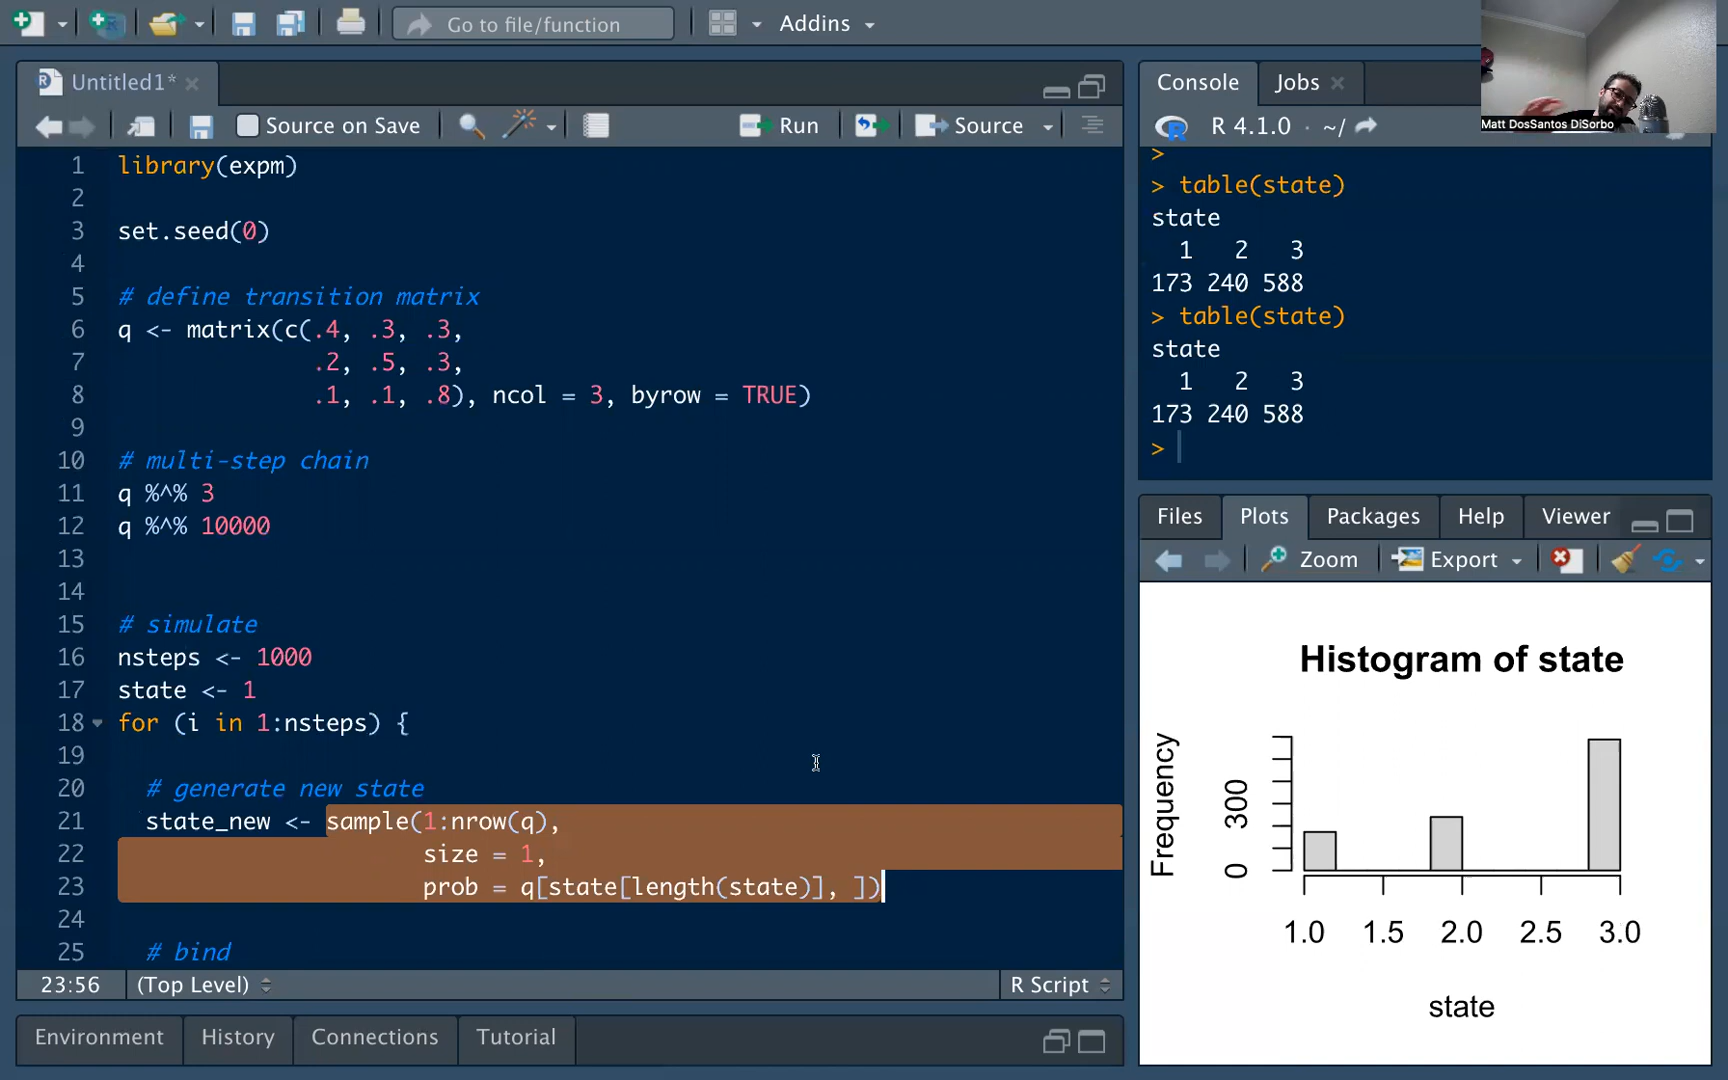 Go to file/function
Addins
Untitled1*
Source on Save
Run
Source
1 library(expm)
2
3 set.seed(0)
4
5 # define transition matrix
6 q <- matrix(c(.4, .3, .3,
7 .2, .5, .3,
8 .1, .1, .8), ncol = 3, byrow = TRUE)
9
10 # multi-step chain
11 q %^% 3
12 q %^% 10000
13
14
15 # simulate
16 nsteps <- 1000
17 state <- 1
18 for (i in 1:nsteps) {
19
20 # generate new state
21 state_new <- sample(1:nrow(q),
22 size = 1,
23 prob = q[state[length(state)], ])
24
25 # bind
23:56
(Top Level)
R Script
Environment
History
Connections
Tutorial
Console
Jobs
R 4.1.0 · ~/
Matt DosSantos DiSorbo
>
> table(state)
state
1 2 3
173 240 588
> table(state)
state
1 2 3
173 240 588
>
Files
Plots
Packages
Help
Viewer
Zoom
Export
Histogram of state
Frequency
300
0
1.0 1.5 2.0 2.5 3.0
state